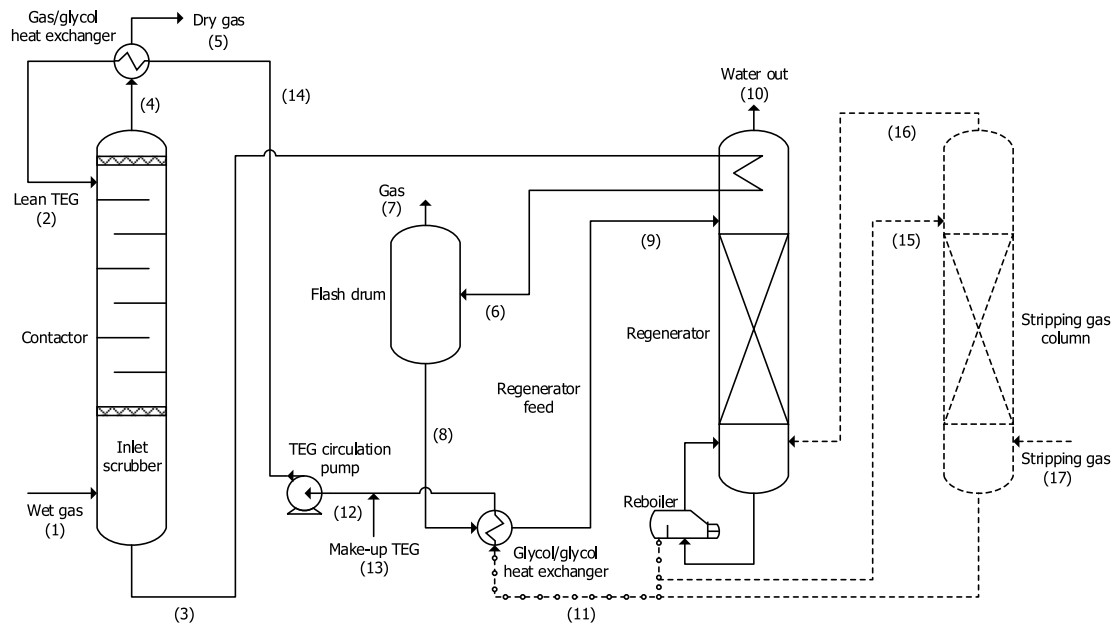 Gas/glycol
heat exchanger
Dry gas
(5)
(4)
(14)
Water out
(10)
(16)
Lean TEG
(2)
Gas
(7)
(9)
(15)
Flash drum
(6)
Contactor
Regenerator
Stripping gas
column
Regenerator
feed
(8)
Inlet
scrubber
TEG circulation
pump
Stripping gas
(17)
Wet gas
(1)
(12)
Reboiler
Make-up TEG
(13)
Glycol/glycol
heat exchanger
(3)
(11)